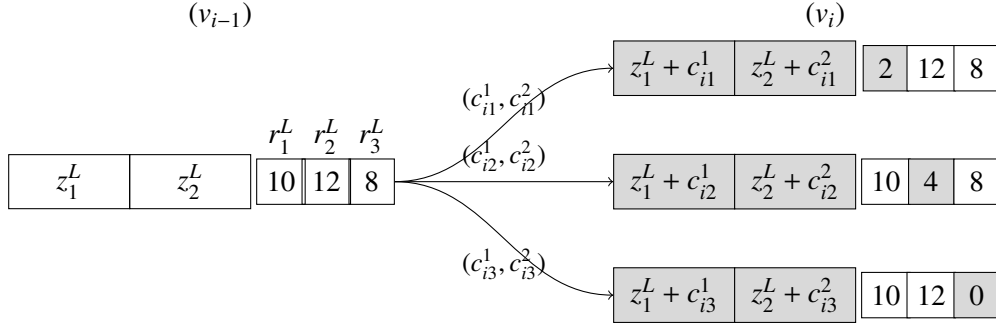 (v_{i−1}) (v_i)
z_1^L + c_{i1}^1 z_2^L + c_{i1}^2 2 12 8
(c_{i1}^1, c_{i1}^2)
r_1^L r_2^L r_3^L
(c_{i2}^1, c_{i2}^2)
z_1^L z_2^L 10 12 8 z_1^L + c_{i2}^1 z_2^L + c_{i2}^2 10 4 8
(c_{i3}^1, c_{i3}^2)
z_1^L + c_{i3}^1 z_2^L + c_{i3}^2 10 12 0